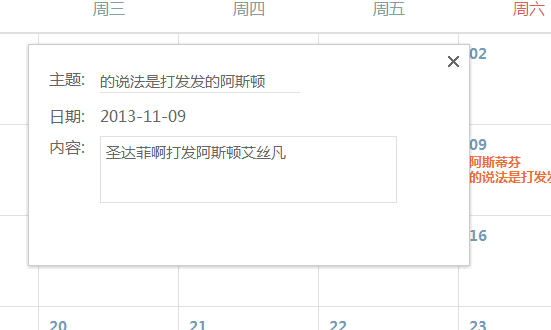 周三 周四 周五 周六
02
主题: 的说法是打发发的阿斯顿
日期: 2013-11-09
内容: 圣达菲啊打发阿斯顿艾丝凡
09
阿斯蒂芬
的说法是打发
16
20 21 22 23